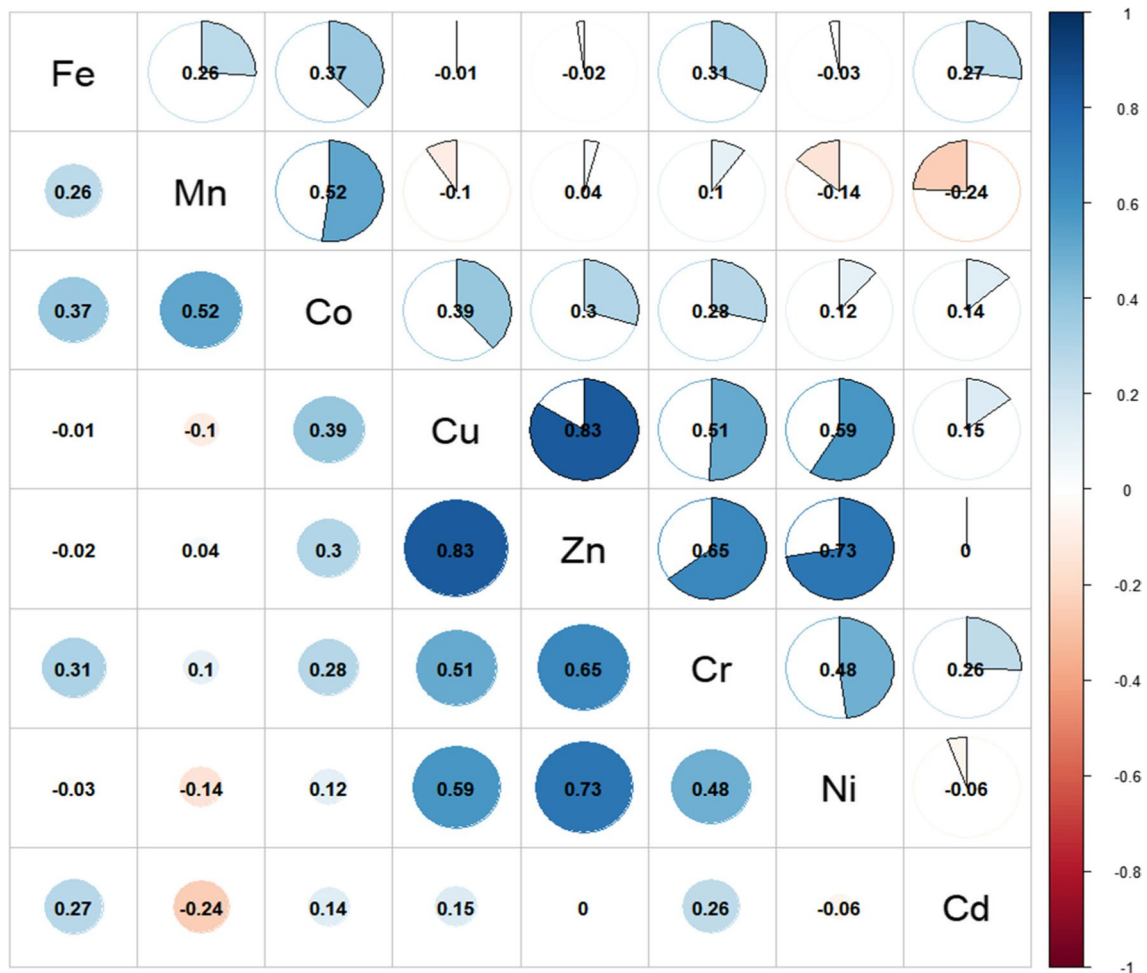 Fe 0.26 0.37 -0.01 -0.02 0.31 -0.03 0.27
0.26 Mn 0.52 -0.1 0.04 0.1 -0.14 -0.24
0.37 0.52 Co 0.39 0.3 0.28 0.12 0.14
-0.01 -0.1 0.39 Cu 0.83 0.51 0.59 0.15
-0.02 0.04 0.3 0.83 Zn 0.65 0.73 0
0.31 0.1 0.28 0.51 0.65 Cr 0.48 0.26
-0.03 -0.14 0.12 0.59 0.73 0.48 Ni -0.06
0.27 -0.24 0.14 0.15 0 0.26 -0.06 Cd
1
0.8
0.6
0.4
0.2
0
-0.2
-0.4
-0.6
-0.8
-1